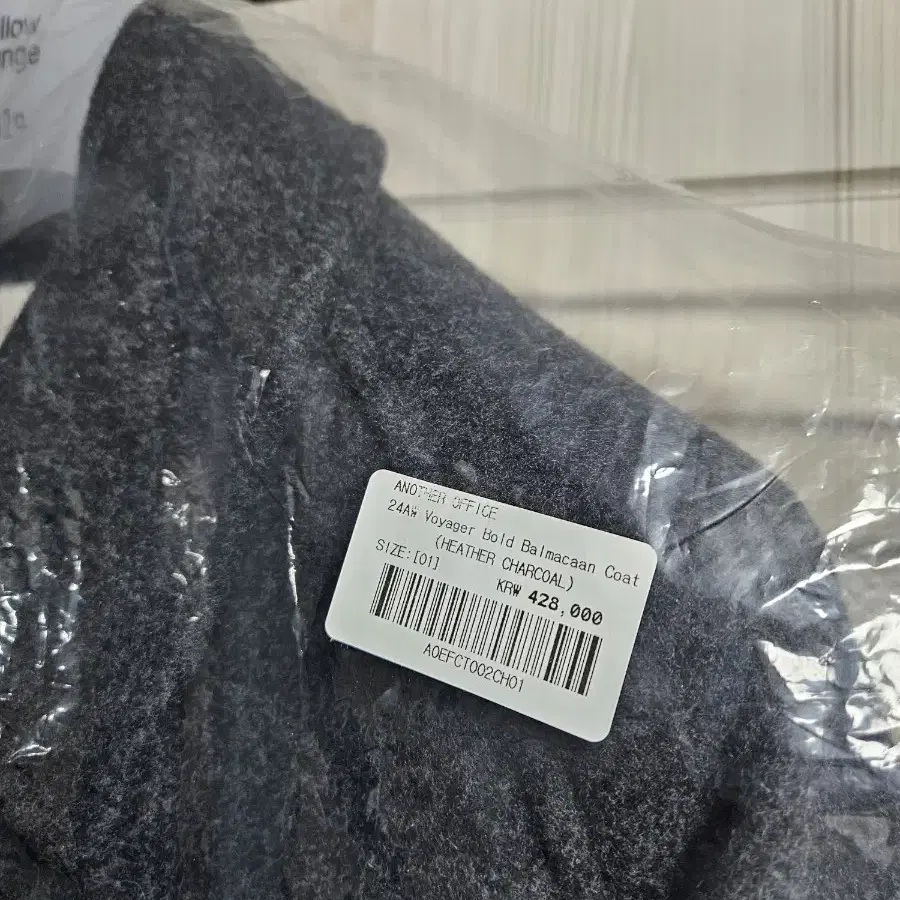 ANOTHER OFFICE
24AW Voyager Bold Balmacaan Coat
(HEATHER CHARCOAL)
SIZE:[01]
KRW 428,000
AOEFCT002CH01